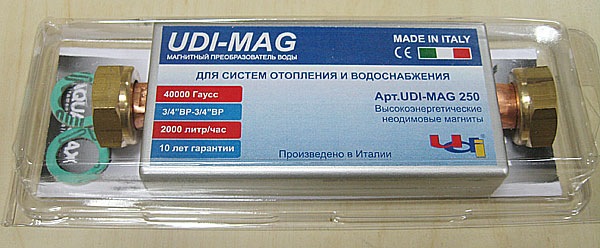 UDI-MAG
МАГНИТНЫЙ ПРЕОБРАЗОВАТЕЛЬ ВОДЫ
MADE IN ITALY
CE
ДЛЯ СИСТЕМ ОТОПЛЕНИЯ И ВОДОСНАБЖЕНИЯ
40000 Гаусс
3/4"ВР-3/4"ВР
2000 литр/час
10 лет гарантии
Арт.UDI-MAG 250
Высокоэнергетические
неодимовые магниты
Произведено в Италии
UDI